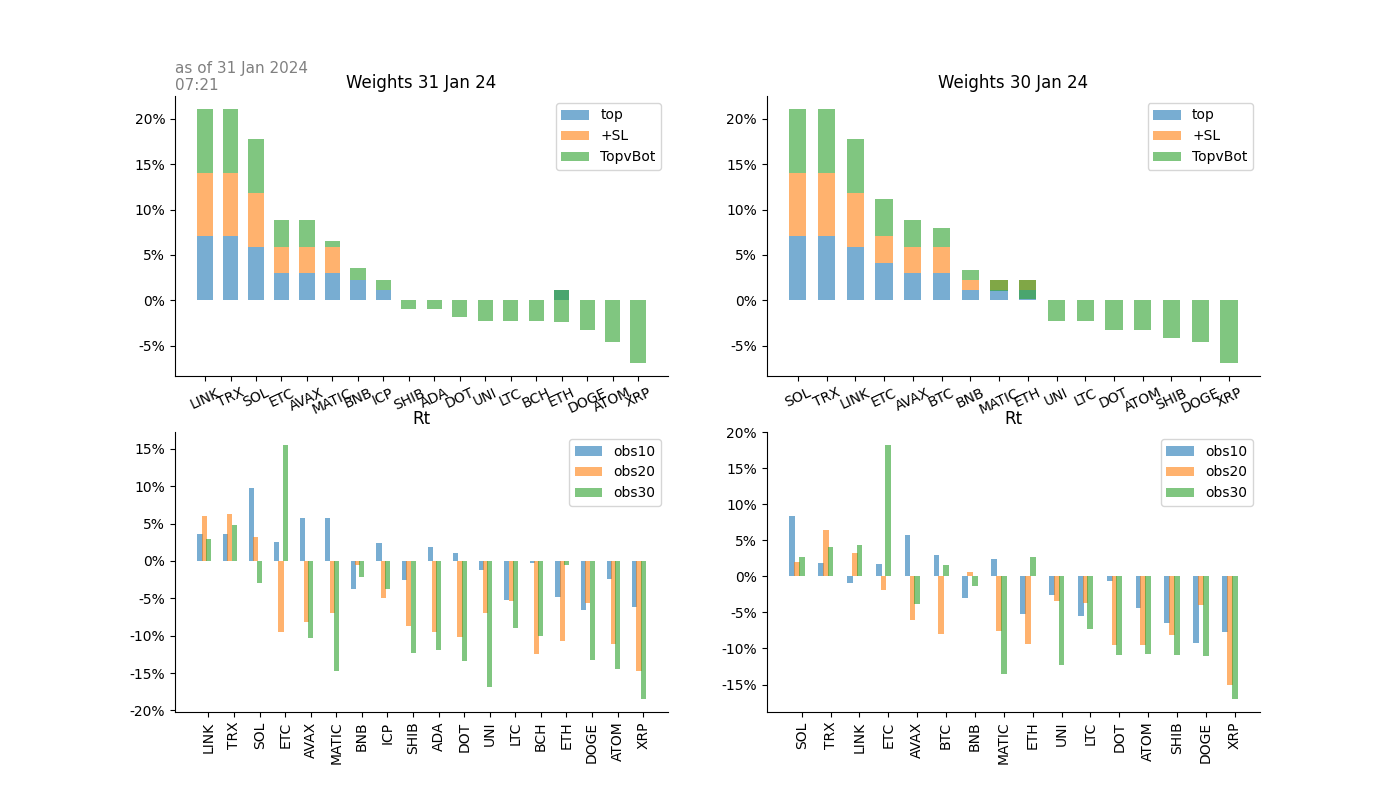 as of 31 Jan 2024
07:21
Weights 31 Jan 24
20%
15%
10%
5%
0%
-5%
top
+SL
TopvBot
LINK TRX SOL ETC AVAX MATIC BNB ICP SHIB ADA DOT UNI LTC BCH ETH DOGE ATOM XRP
Weights 30 Jan 24
20%
15%
10%
5%
0%
-5%
top
+SL
TopvBot
SOL TRX LINK ETC AVAX BTC BNB MATIC ETH UNI LTC DOT ATOM SHIB DOGE XRP
Rt
15%
10%
5%
0%
-5%
-10%
-15%
-20%
obs10
obs20
obs30
LINK TRX SOL ETC AVAX MATIC BNB ICP SHIB ADA DOT UNI LTC BCH ETH DOGE ATOM XRP
Rt
20%
15%
10%
5%
0%
-5%
-10%
-15%
obs10
obs20
obs30
SOL TRX LINK ETC AVAX BTC BNB MATIC ETH UNI LTC DOT ATOM SHIB DOGE XRP